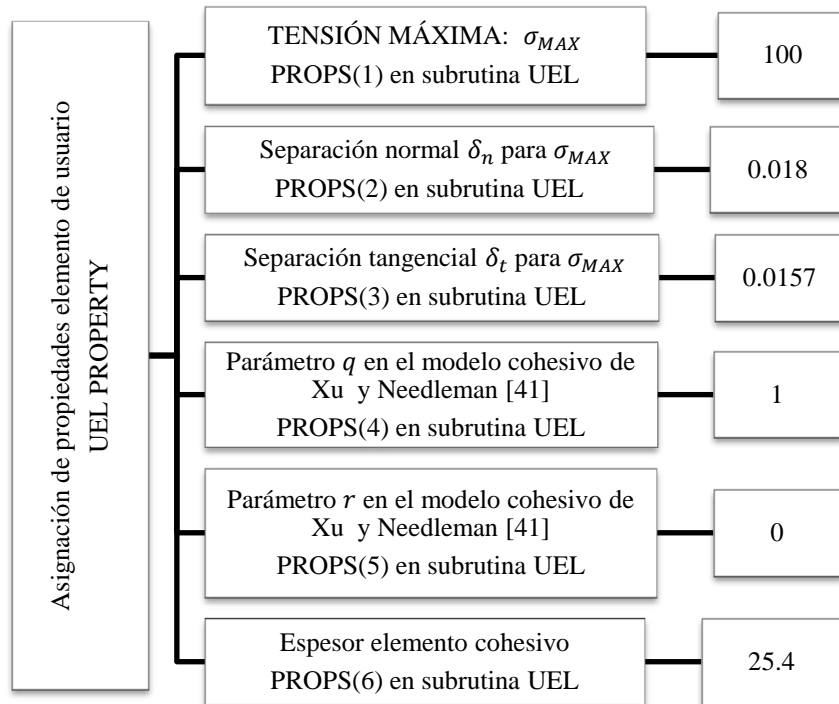 Asignación de propiedades elemento de usuario
UEL PROPERTY
TENSIÓN MÁXIMA: σ_MAX
PROPS(1) en subrutina UEL
100
Separación normal δ_n para σ_MAX
PROPS(2) en subrutina UEL
0.018
Separación tangencial δ_t para σ_MAX
PROPS(3) en subrutina UEL
0.0157
Parámetro q en el modelo cohesivo de
Xu y Needleman [41]
PROPS(4) en subrutina UEL
1
Parámetro r en el modelo cohesivo de
Xu y Needleman [41]
PROPS(5) en subrutina UEL
0
Espesor elemento cohesivo
PROPS(6) en subrutina UEL
25.4